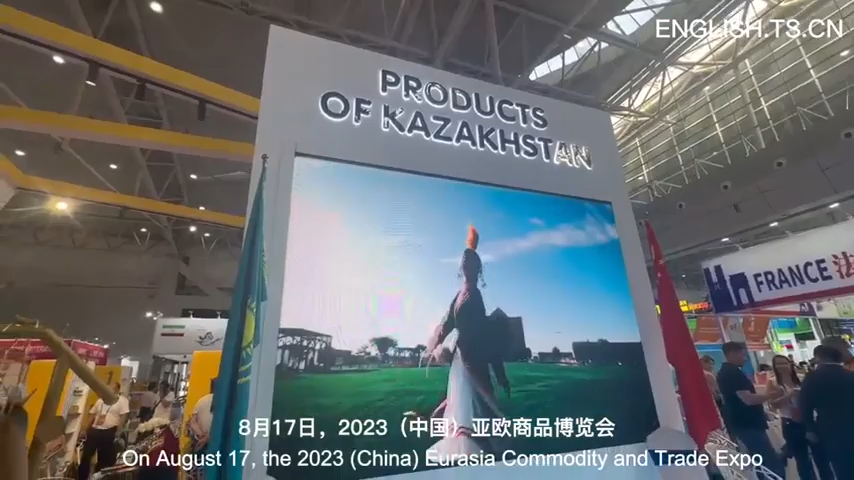 ENGLISH.TS.CN
PRODUCTS
OF KAZAKHSTAN
FRANCE 法
8月17日，2023（中国）亚欧商品博览会
On August 17, the 2023 (China) Eurasia Commodity and Trade Expo